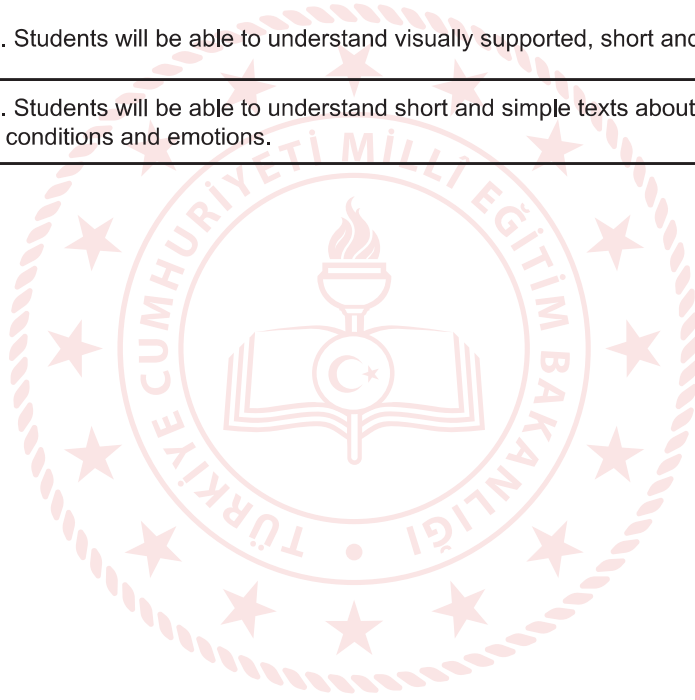 . Students will be able to understand visually supported, short and
. Students will be able to understand short and simple texts about
conditions and emotions.
TÜRKİYE CUMHURİYETİ MİLLÎ EĞİTİM BAKANLIĞI